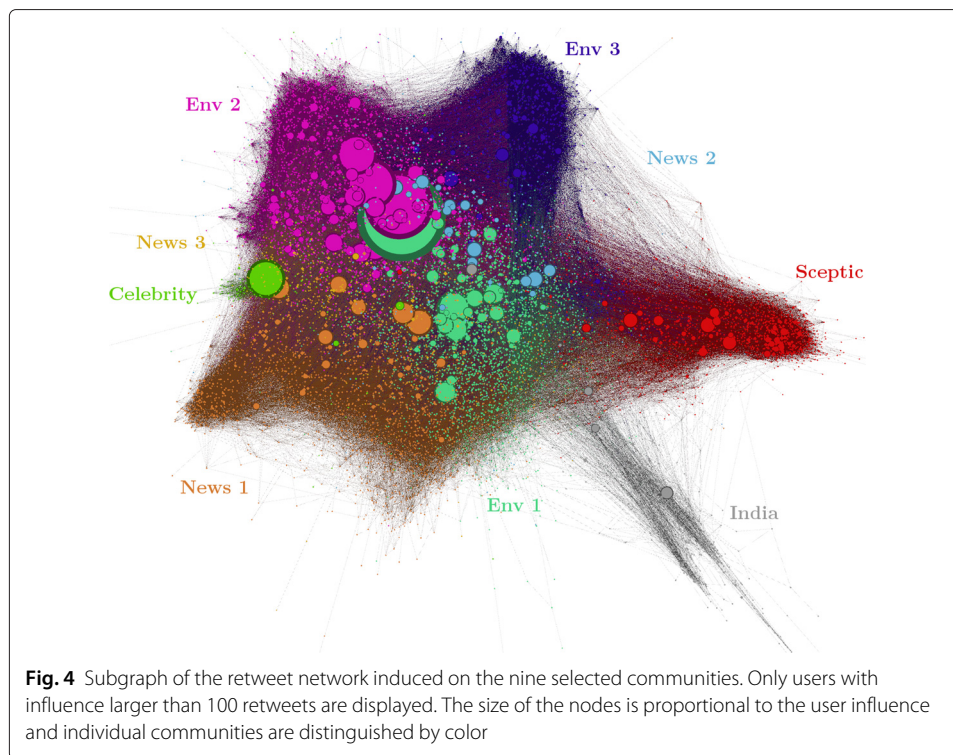 Env 3
Env 2
News 2
News 3
Sceptic
Celebrity
News 1
Env 1
India
Fig. 4 Subgraph of the retweet network induced on the nine selected communities. Only users with
influence larger than 100 retweets are displayed. The size of the nodes is proportional to the user influence
and individual communities are distinguished by color